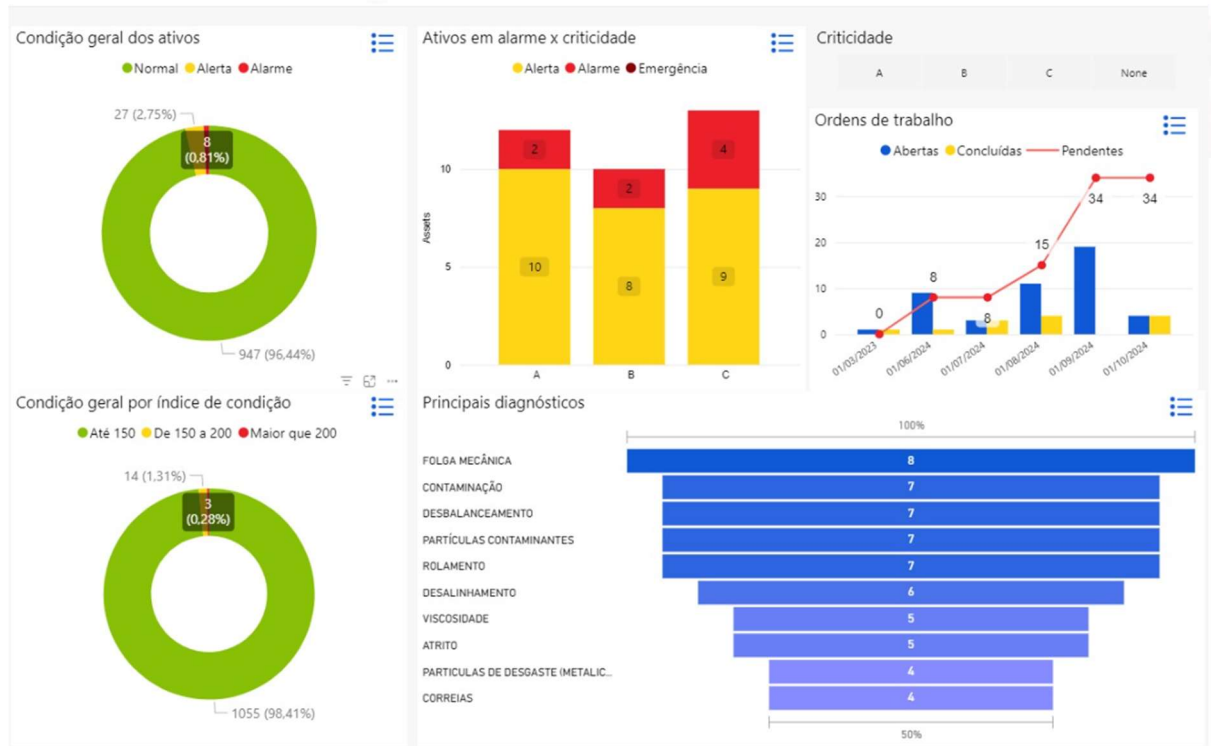 Condição geral dos ativos
Normal Alerta Alarme
27 (2,75%)
8
(0,81%)
947 (96,44%)
Ativos em alarme x criticidade
Alerta Alarme Emergência
Assets
10
5
0
2
2
4
10
8
9
A B C
Criticidade
A B C None
Ordens de trabalho
Abertas Concluídas Pendentes
30
20
10
0
0
8
8
15
34
34
01/03/2023 01/06/2024 01/07/2024 01/08/2024 01/09/2024 01/10/2024
Condição geral por índice de condição
Até 150 De 150 a 200 Maior que 200
14 (1,31%)
3
(0,28%)
1055 (98,41%)
Principais diagnósticos
100%
FOLGA MECÂNICA 8
CONTAMINAÇÃO 7
DESBALANCEAMENTO 7
PARTÍCULAS CONTAMINANTES 7
ROLAMENTO 7
DESALINHAMENTO 6
VISCOSIDADE 5
ATRITO 5
PARTICULAS DE DESGASTE (METALIC... 4
CORREIAS 4
50%